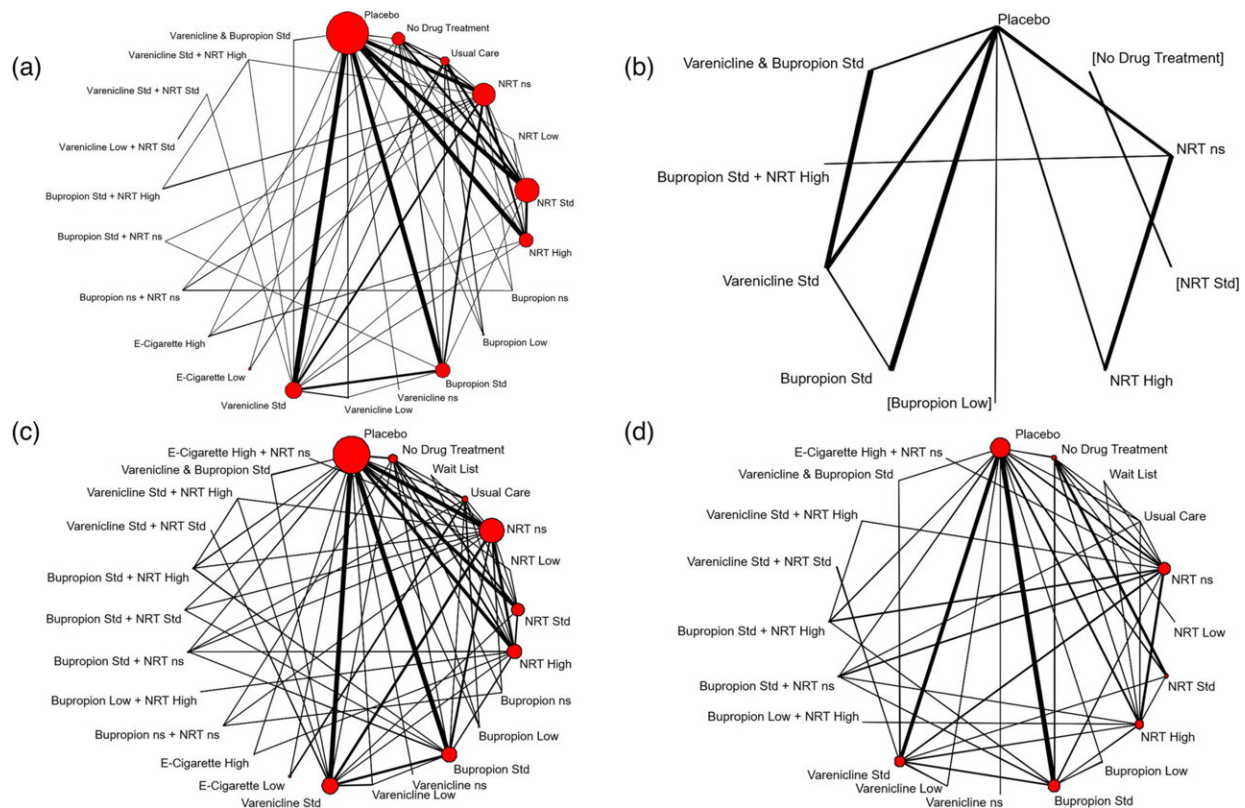 (a)
Placebo
No Drug Treatment
Usual Care
NRT ns
NRT Low
NRT Std
NRT High
Bupropion ns
Bupropion Low
Bupropion Std
Varenicline ns
Varenicline Low
Varenicline Std
E-Cigarette Low
E-Cigarette High
Bupropion ns + NRT ns
Bupropion Std + NRT ns
Bupropion Std + NRT High
Varenicline Low + NRT Std
Varenicline Std + NRT Std
Varenicline Std + NRT High
Varenicline & Bupropion Std
(b)
Placebo
[No Drug Treatment]
NRT ns
[NRT Std]
NRT High
[Bupropion Low]
Bupropion Std
Varenicline Std
Bupropion Std + NRT High
Varenicline & Bupropion Std
(c)
Placebo
No Drug Treatment
Wait List
Usual Care
NRT ns
NRT Low
NRT Std
NRT High
Bupropion ns
Bupropion Low
Bupropion Std
Varenicline ns
Varenicline Low
Varenicline Std
E-Cigarette Low
E-Cigarette High
Bupropion ns + NRT ns
Bupropion Low + NRT High
Bupropion Std + NRT ns
Bupropion Std + NRT Std
Bupropion Std + NRT High
Varenicline Std + NRT Std
Varenicline Std + NRT High
Varenicline & Bupropion Std
E-Cigarette High + NRT ns
(d)
Placebo
No Drug Treatment
Wait List
Usual Care
NRT ns
NRT Low
NRT Std
NRT High
Bupropion Low
Bupropion Std
Varenicline ns
Varenicline Low
Varenicline Std
Bupropion Low + NRT High
Bupropion Std + NRT ns
Bupropion Std + NRT High
Varenicline Std + NRT Std
Varenicline Std + NRT High
Varenicline & Bupropion Std
E-Cigarette High + NRT ns